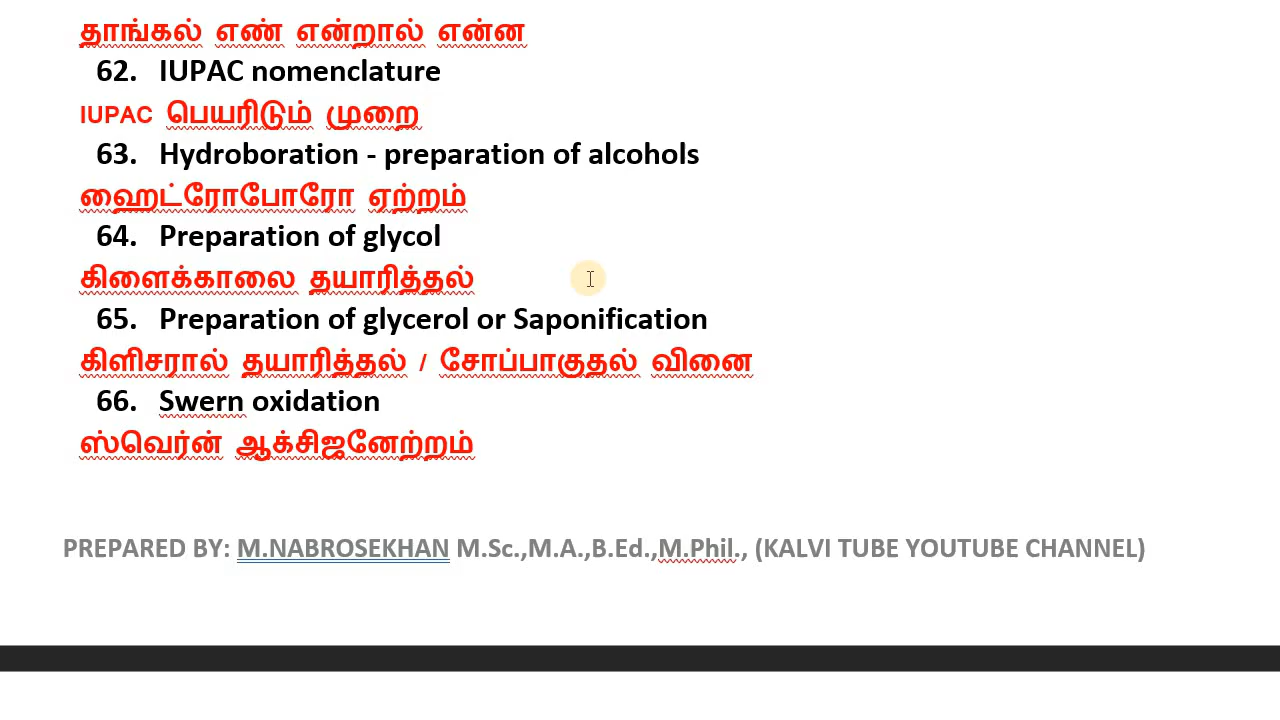 தாங்கல் எண் என்றால் என்ன
62. IUPAC nomenclature
IUPAC பெயரிடும் முறை
63. Hydroboration - preparation of alcohols
ஹைட்ரோபோரோ ஏற்றம்
64. Preparation of glycol
கிளைக்காலை தயாரித்தல்
65. Preparation of glycerol or Saponification
கிளிசரால் தயாரித்தல் / சோப்பாகுதல் வினை
66. Swern oxidation
ஸ்வெர்ன் ஆக்சிஜனேற்றம்
PREPARED BY: M.NABROSEKHAN M.Sc.,M.A.,B.Ed.,M.Phil., (KALVI TUBE YOUTUBE CHANNEL)